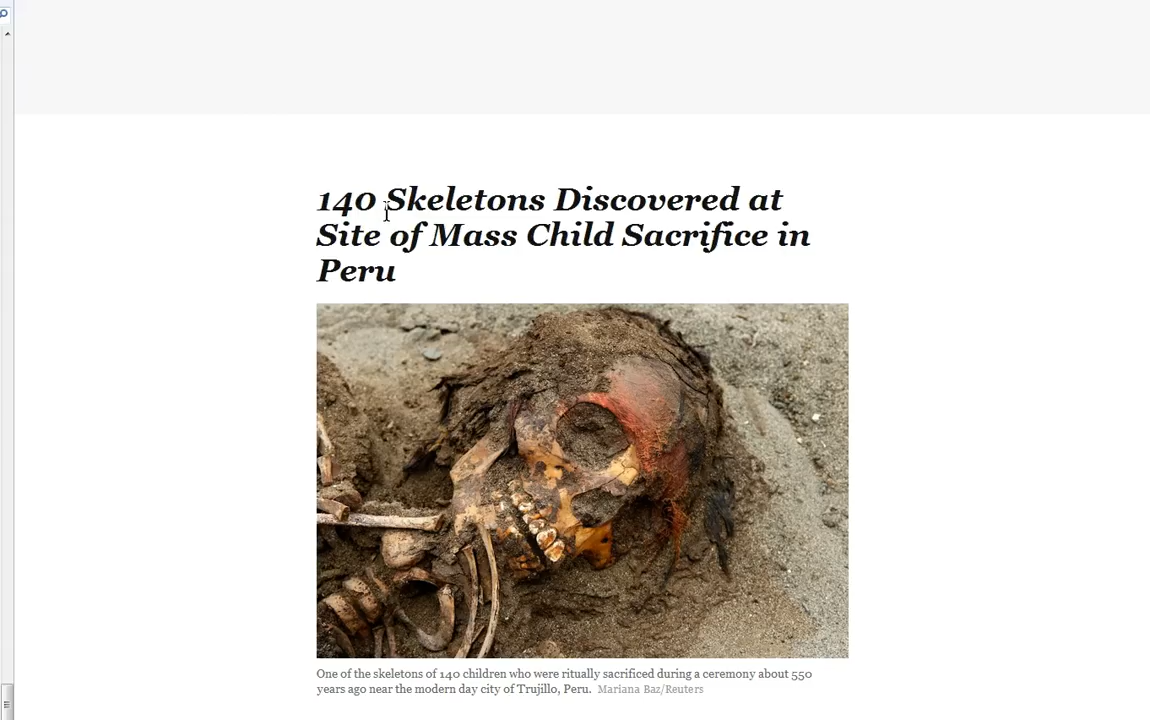 140 Skeletons Discovered at
Site of Mass Child Sacrifice in
Peru
One of the skeletons of 140 children who were ritually sacrificed during a ceremony about 550
years ago near the modern day city of Trujillo, Peru. Mariana Baz/Reuters